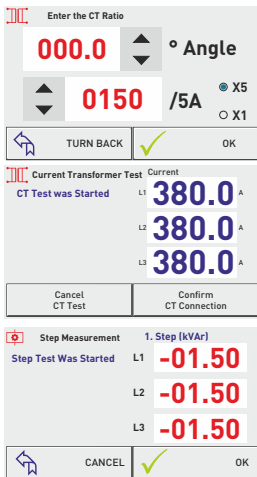 Enter the CT Ratio
000.0 ° Angle
0150 /5A X5
X1
TURN BACK OK
Current Transformer Test Current
CT Test was Started L1 380.0 A
L2 380.0 A
L3 380.0 A
Cancel CT Test Confirm CT Connection
Step Measurement 1. Step (kVAr)
Step Test Was Started L1 -01.50
L2 -01.50
L3 -01.50
CANCEL OK